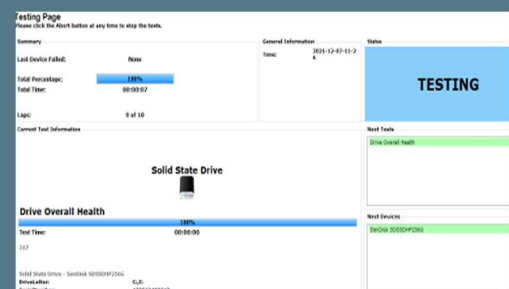 Testing Page
Please click the Abort button at any time to stop the tests.
Summary
Last Device Failed: None
Total Percentage: 100%
Total Time: 00:00:07
Laps: 9 of 10
General Information
Time: 2021-12-07-11-2
Status
TESTING
Current Test Information
Solid State Drive
Drive Overall Health
100%
Test Time: 00:00:00
Solid State Drive - SanDisk SDSSDHP256G
DriveLetter:
Next Tests
Drive Overall Health
Next Devices
SanDisk SDSSDHP256G